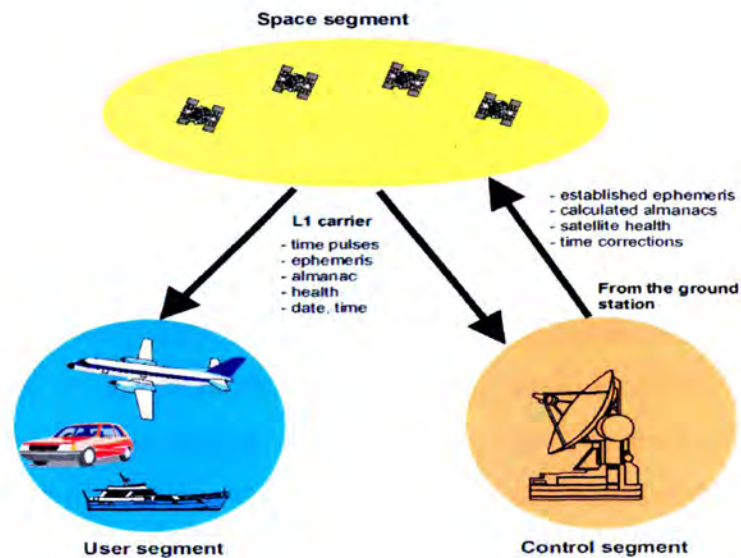 Space segment
L1 carrier
- time pulses
- ephemeris
- almanac
- health
- date, time
- established ephemeris
- calculated almanacs
- satellite health
- time corrections
From the ground
station
User segment
Control segment